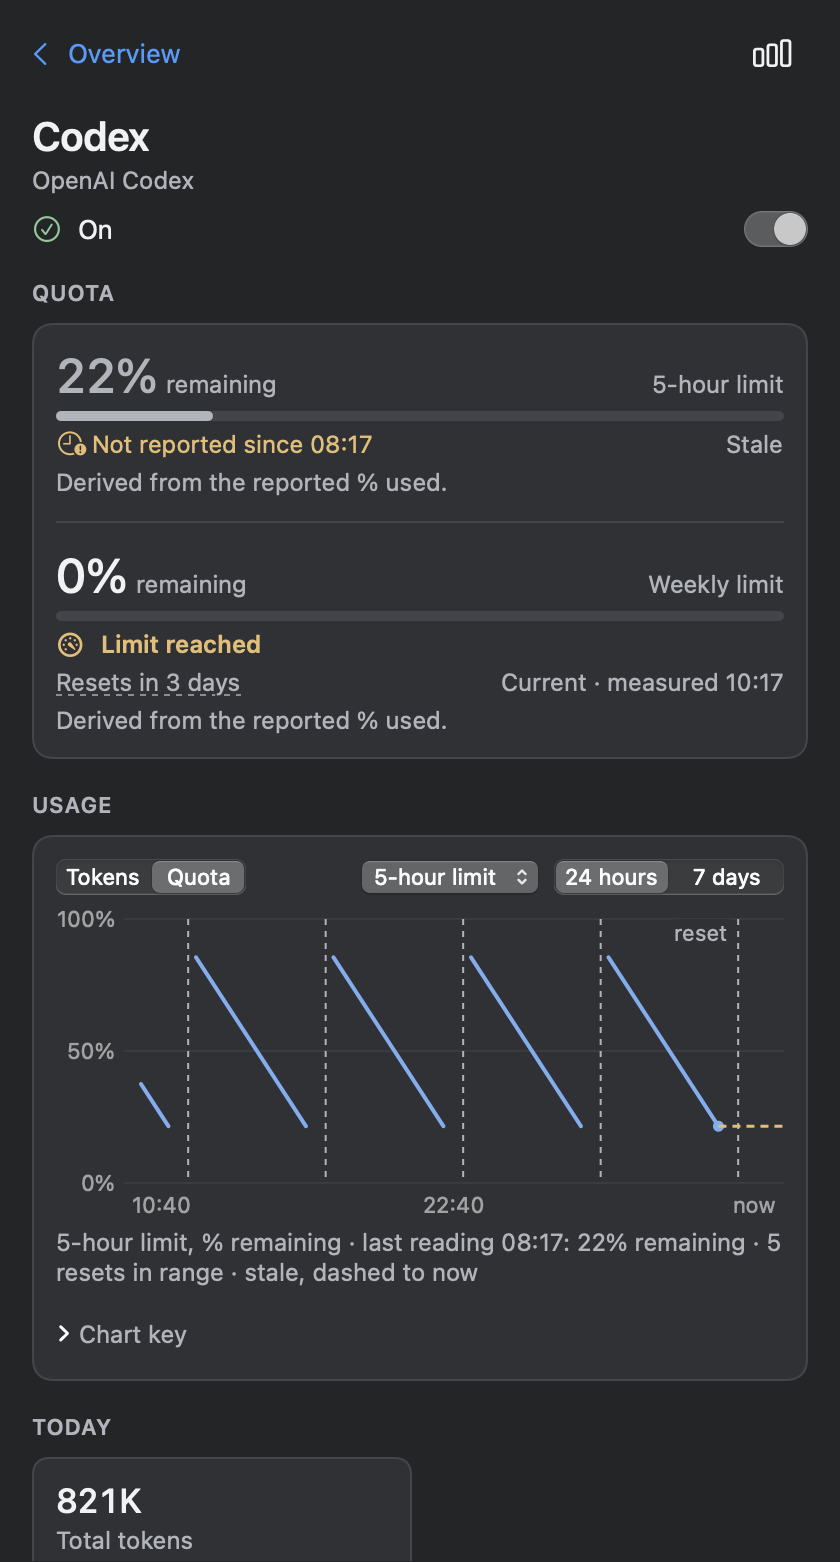 Overview
Codex
OpenAI Codex
On
QUOTA
22% remaining 5-hour limit
Not reported since 08:17 Stale
Derived from the reported % used.
0% remaining Weekly limit
Limit reached
Resets in 3 days Current · measured 10:17
Derived from the reported % used.
USAGE
Tokens Quota 5-hour limit 24 hours 7 days
100%
reset
50%
0%
10:40 22:40 now
5-hour limit, % remaining · last reading 08:17: 22% remaining · 5
resets in range · stale, dashed to now
Chart key
TODAY
821K
Total tokens